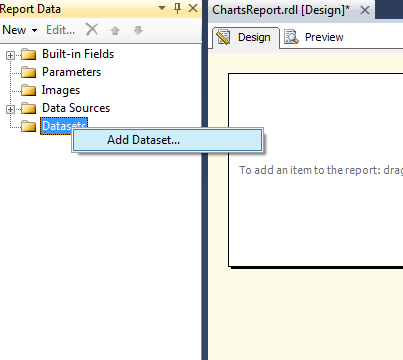 Report Data
New Edit...
Built-in Fields
Parameters
Images
Data Sources
Datasets
Add Dataset...
ChartsReport.rdl [Design]*
Design Preview
To add an item to the report: drag